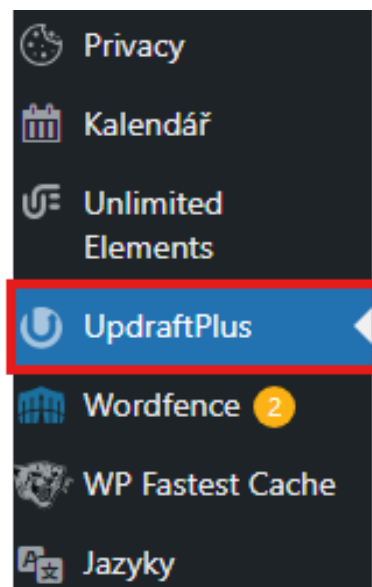 Privacy
Kalendář
Unlimited
Elements
UpdraftPlus
Wordfence 2
WP Fastest Cache
Jazyky